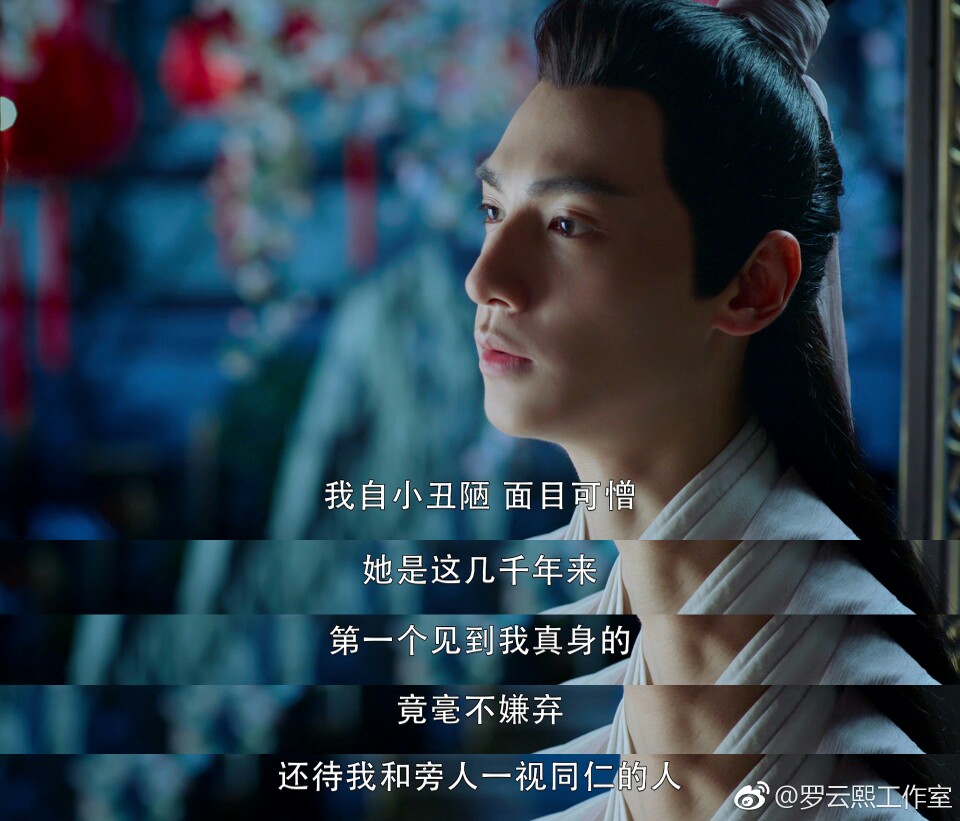 我自小丑陋 面目可憎
她是这几千年来
第一个见到我真身的
竟毫不嫌弃
还待我和旁人一视同仁的人
@罗云熙工作室